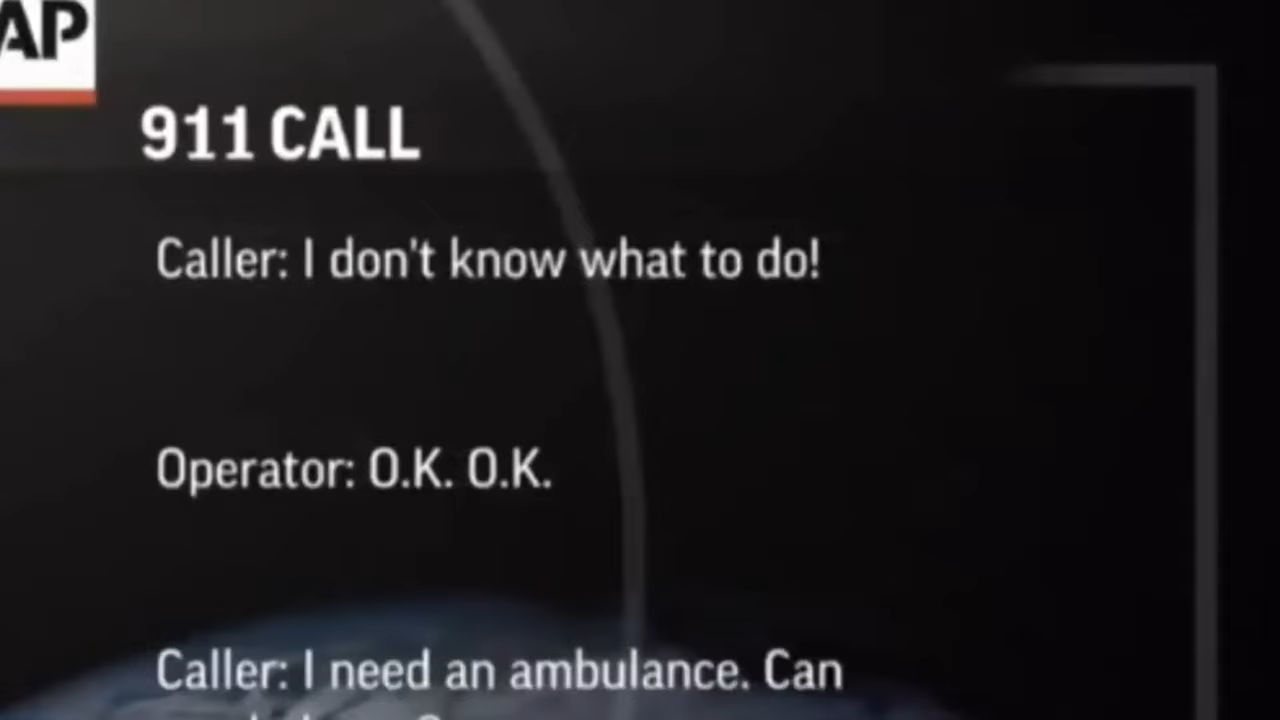 AP
911 CALL
Caller: I don't know what to do!
Operator: O.K. O.K.
Caller: I need an ambulance. Can